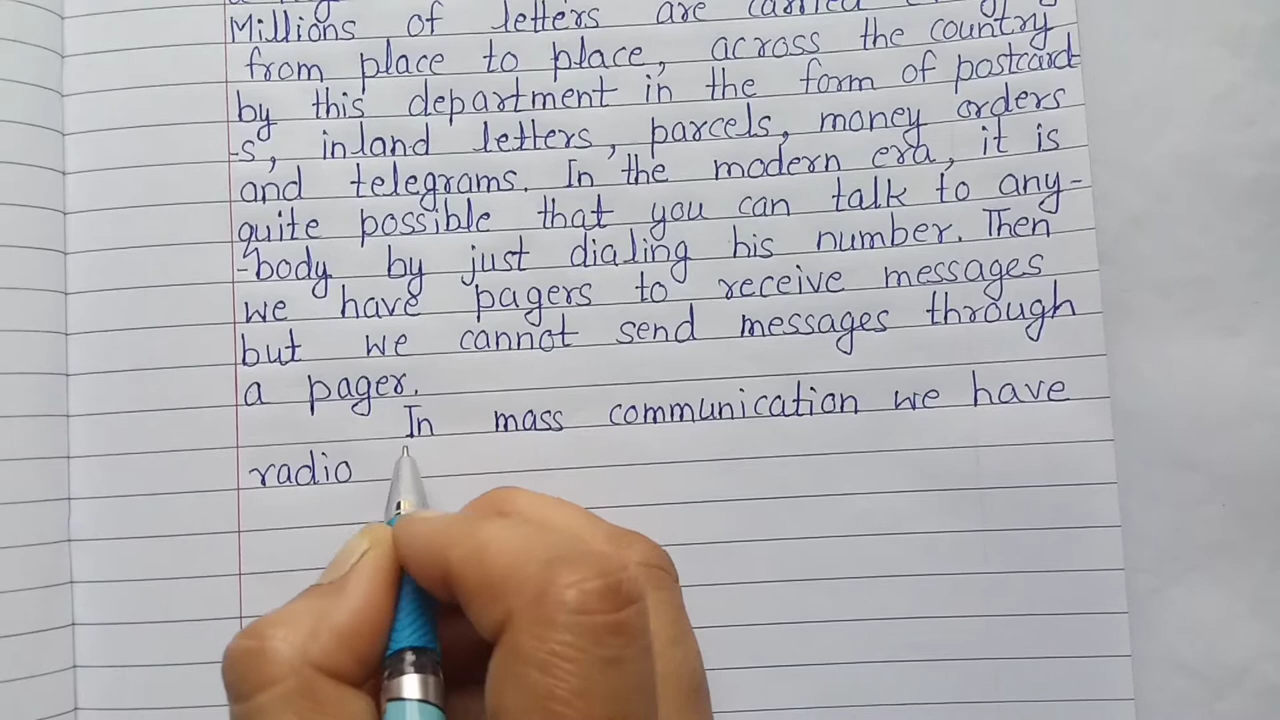 Millions of letters are carried
from place to place, across the country
by this department in the form of postcard
-s, inland letters, parcels, money orders
and telegrams. In the modern era, it is
quite possible that you can talk to any-
-body by just dialing his number. Then
we have pagers to receive messages
but we cannot send messages through
a pager.
In mass communication we have
radio